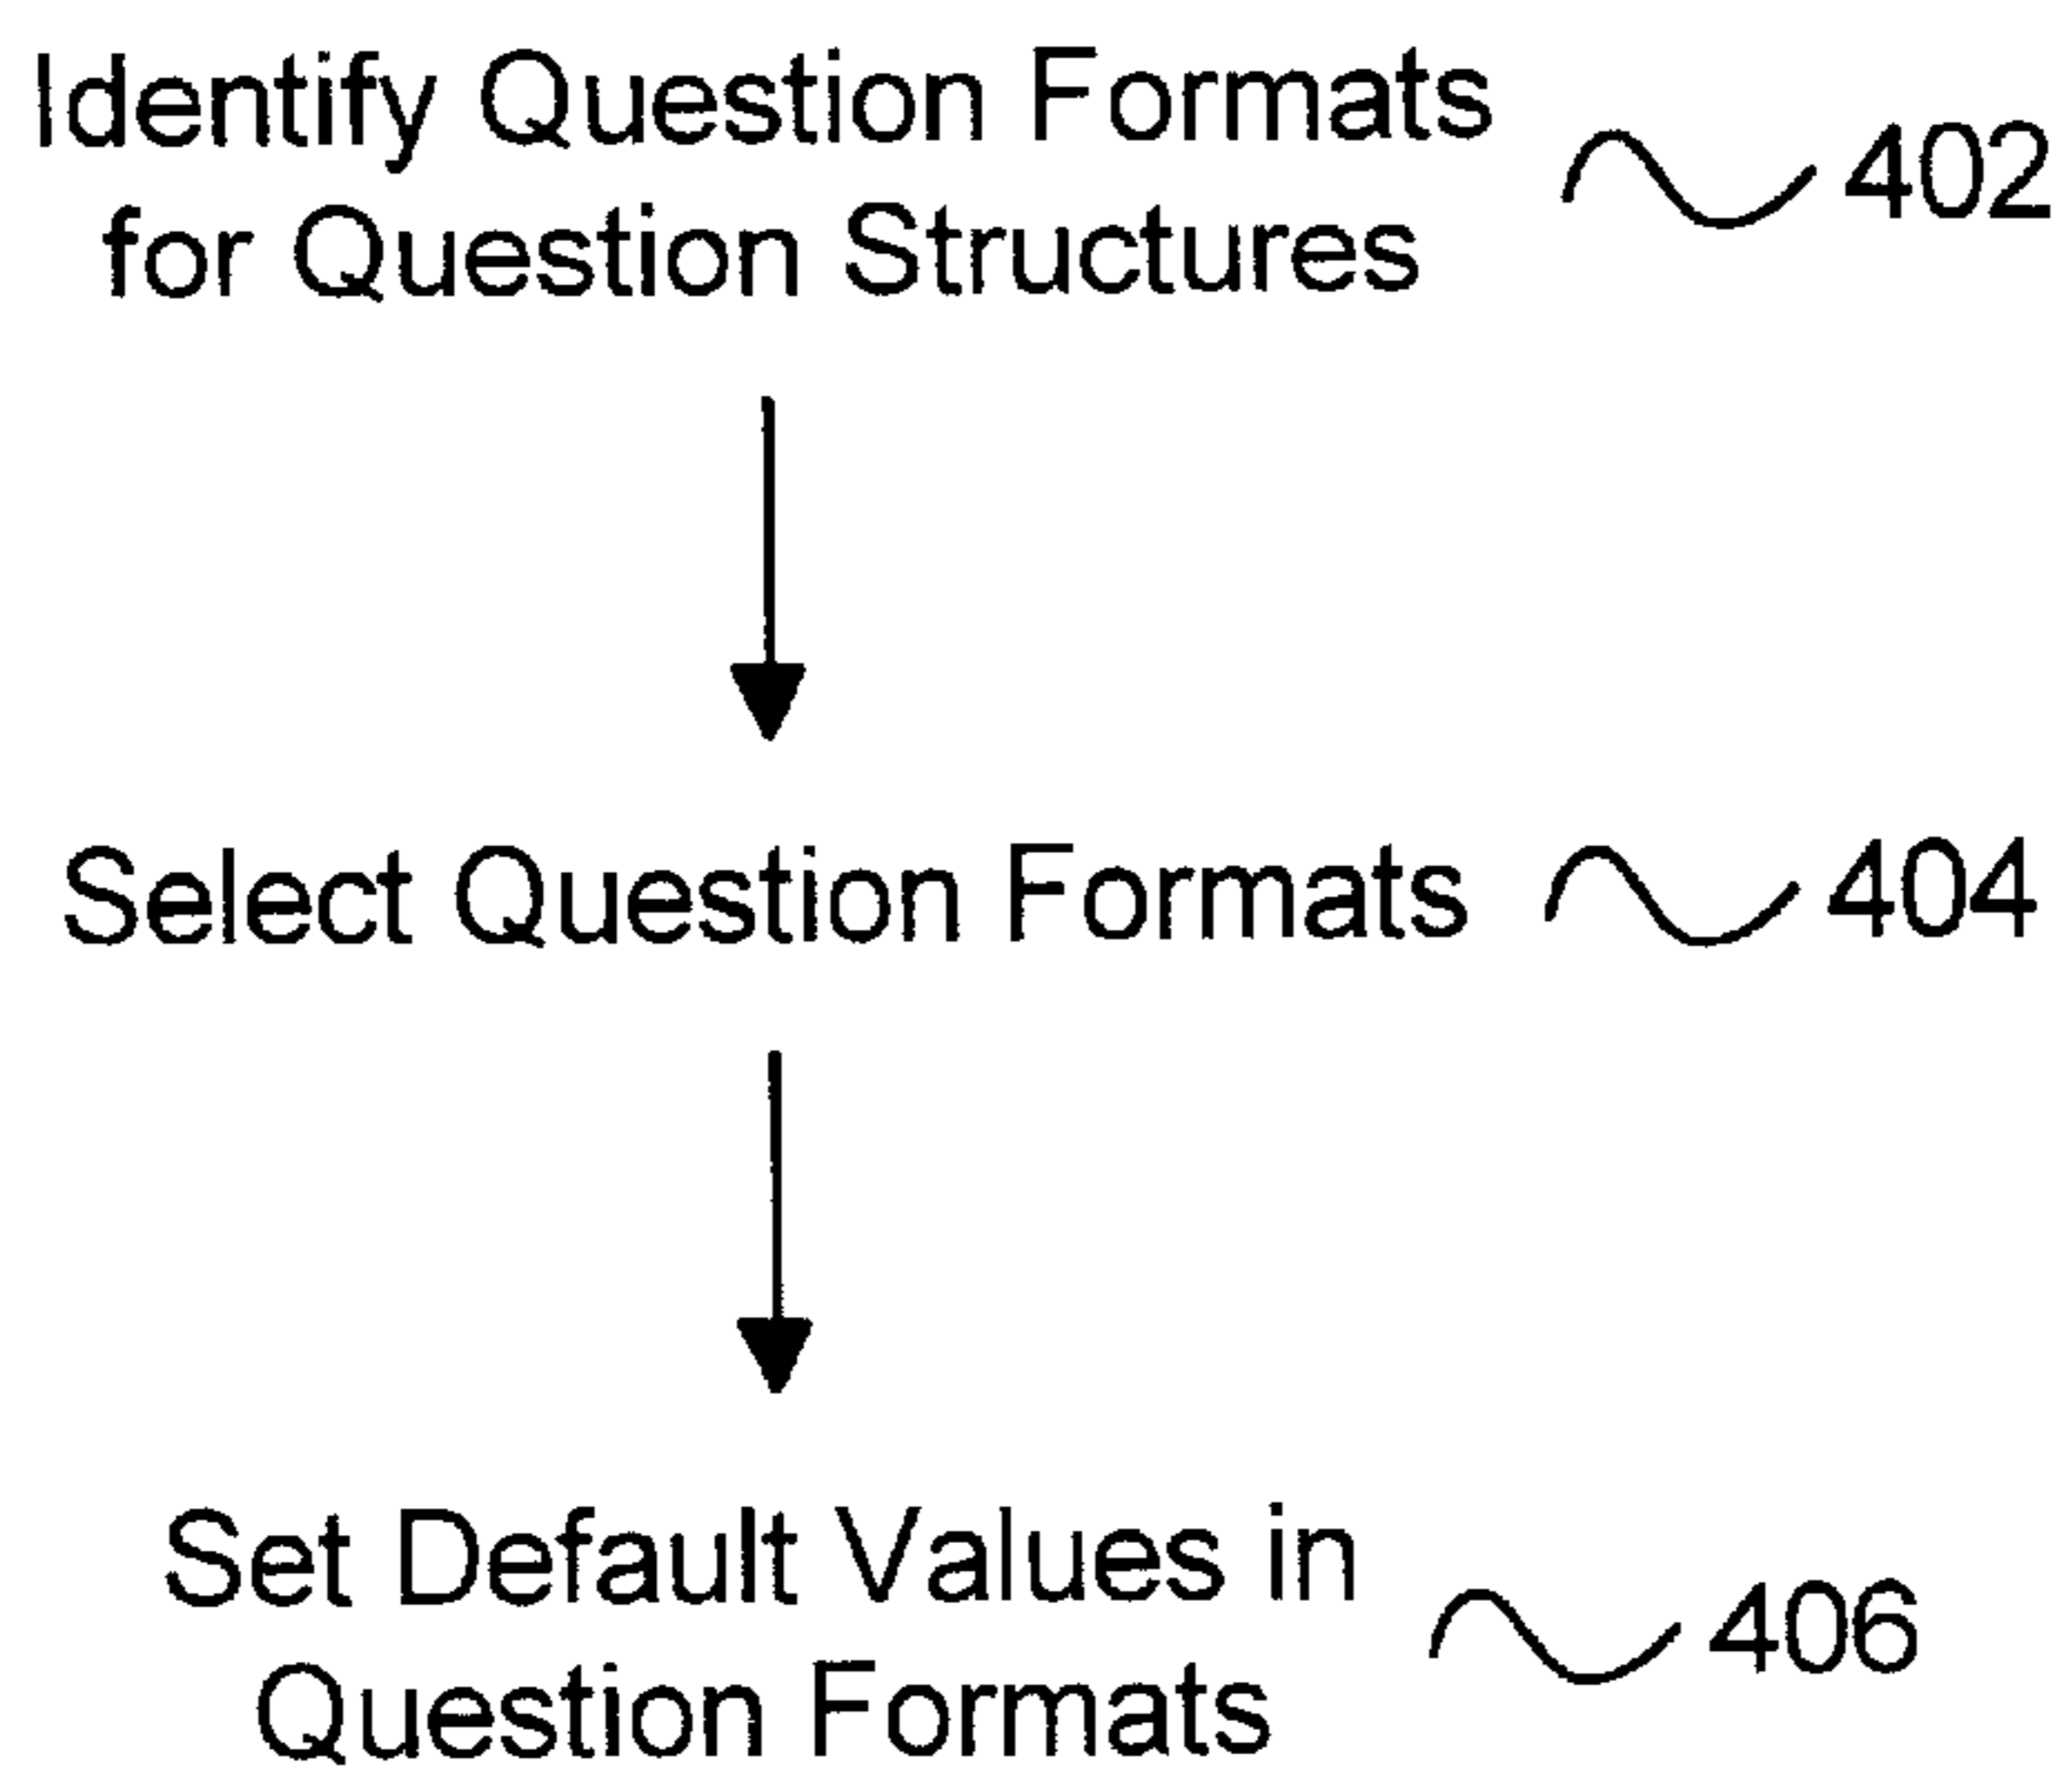 Identify Question Formats
for Question Structures
402
Select Question Formats
404
Set Default Values in
Question Formats
406